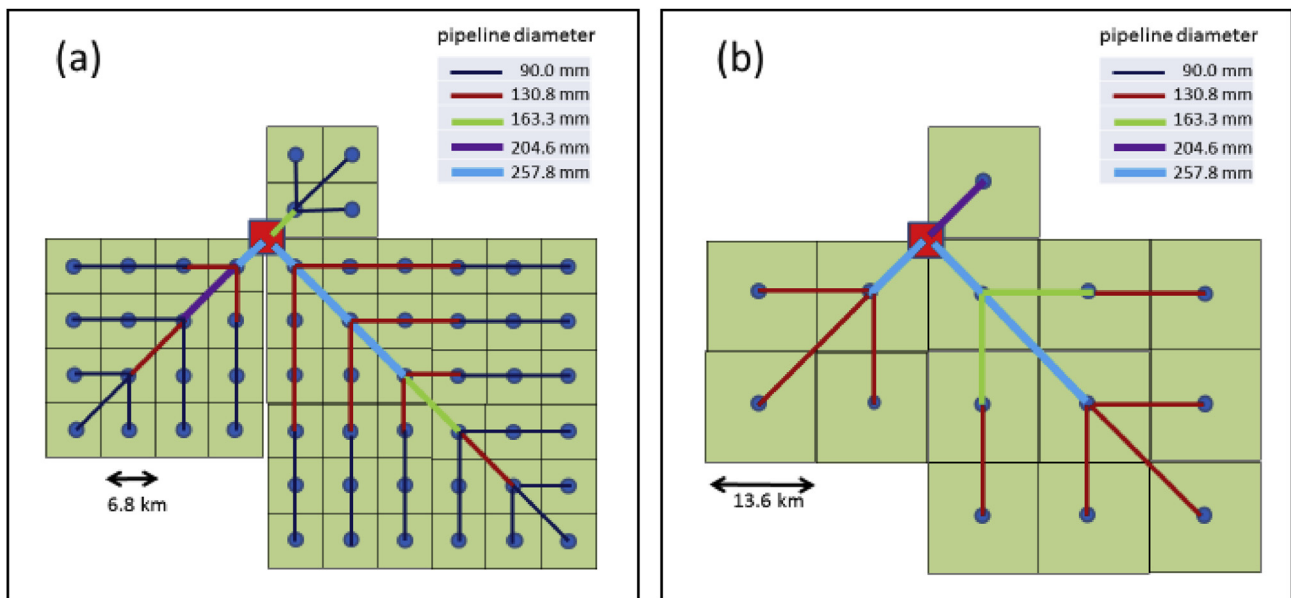 (a)
pipeline diameter
90.0 mm
130.8 mm
163.3 mm
204.6 mm
257.8 mm
6.8 km
(b)
pipeline diameter
90.0 mm
130.8 mm
163.3 mm
204.6 mm
257.8 mm
13.6 km